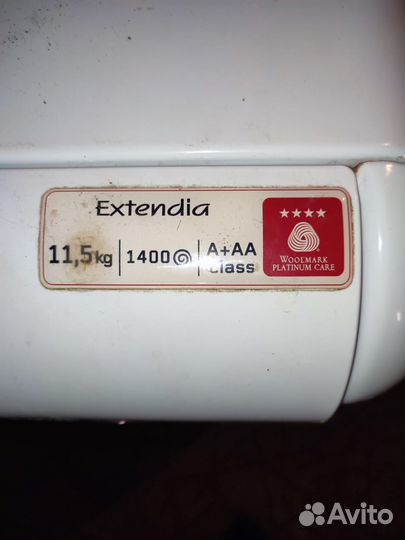 Extendia
11,5kg 1400 A+AA class
WOOLMARK
PLATINUM CARE
Avito